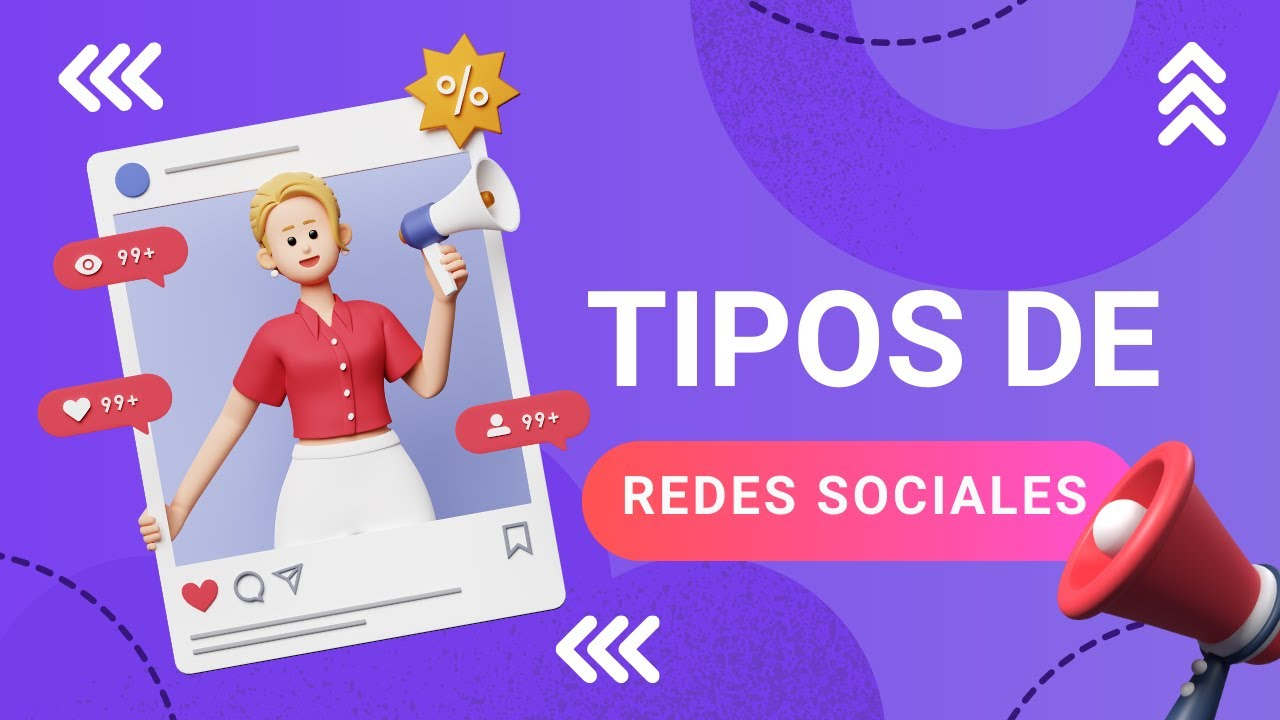 %
99+
99+
99+
TIPOS DE
REDES SOCIALES